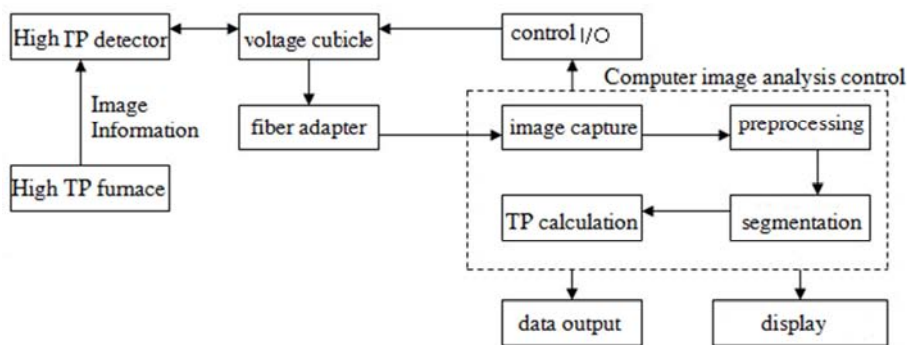 High TP detector
voltage cubicle
control I/O
Computer image analysis control
Image
Information
fiber adapter
image capture
preprocessing
High TP furnace
TP calculation
segmentation
data output
display